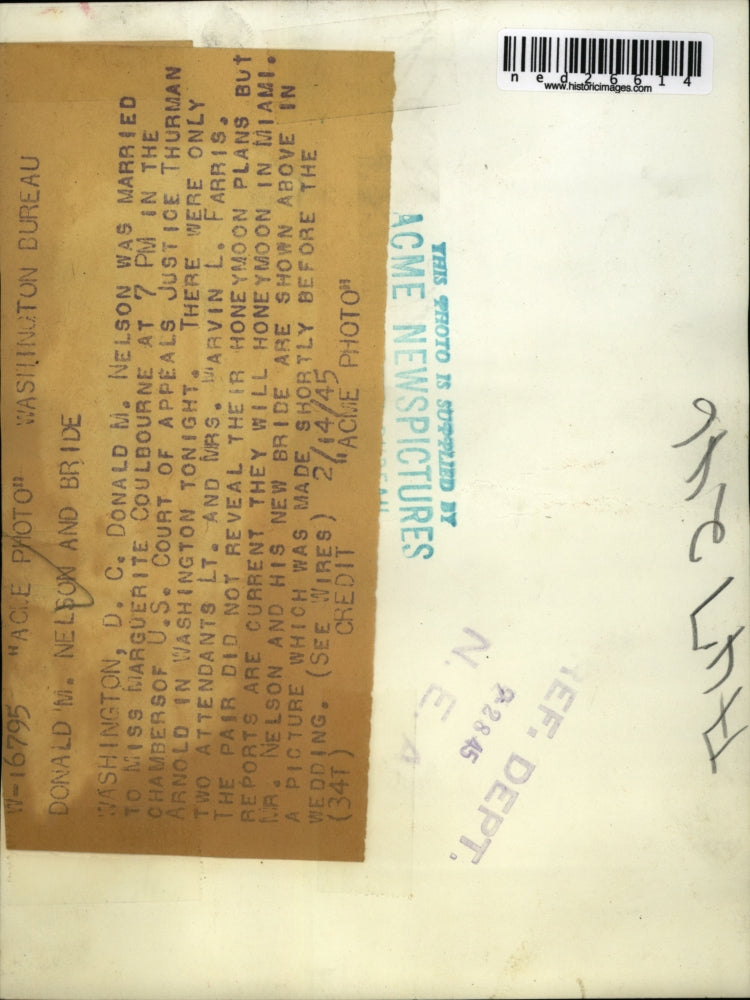 W-16795 "ACME PHOTO" WASHINGTON BUREAU
DONALD M. NELSON AND BRIDE
WASHINGTON, D. C. DONALD M. NELSON WAS MARRIED
TO MISS MARGUERITE COULBOURNE AT 7 PM IN THE
CHAMBERSOF U.S. COURT OF APPEALS JUSTICE THURMAN
ARNOLD IN WASHINGTON TONIGHT. THERE WERE ONLY
TWO ATTENDANTS LT. AND MRS. MARVIN L. FARRIS.
THE PAIR DID NOT REVEAL THEIR HONEYMOON PLANS BUT
REPORTS ARE CURRENT THEY WILL HONEYMOON IN MIAMI.
MR. NELSON AND HIS NEW BRIDE ARE SHOWN ABOVE IN
A PICTURE WHICH WAS MADE SHORTLY BEFORE THE
WEDDING. (SEE WIRES) 2/14/45
(34T) CREDIT "ACME PHOTO"
THIS PHOTO IS SUPPLIED BY
ACME NEWSPICTURES
ned26614
www.historicimages.com
REF. DEPT.
2-28 45
N. E. A.